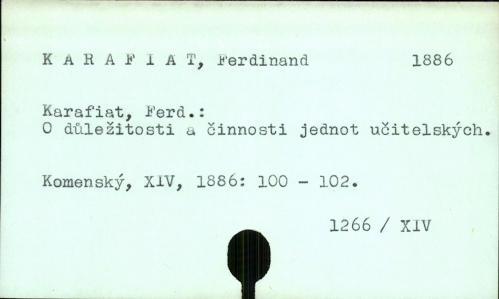 K A R A F I A T, Ferdinand 1886
Karafiat, Ferd.:
O důležitosti a činnosti jednot učitelských.
Komenský, XIV, 1886: 100 - 102.
1266 / XIV